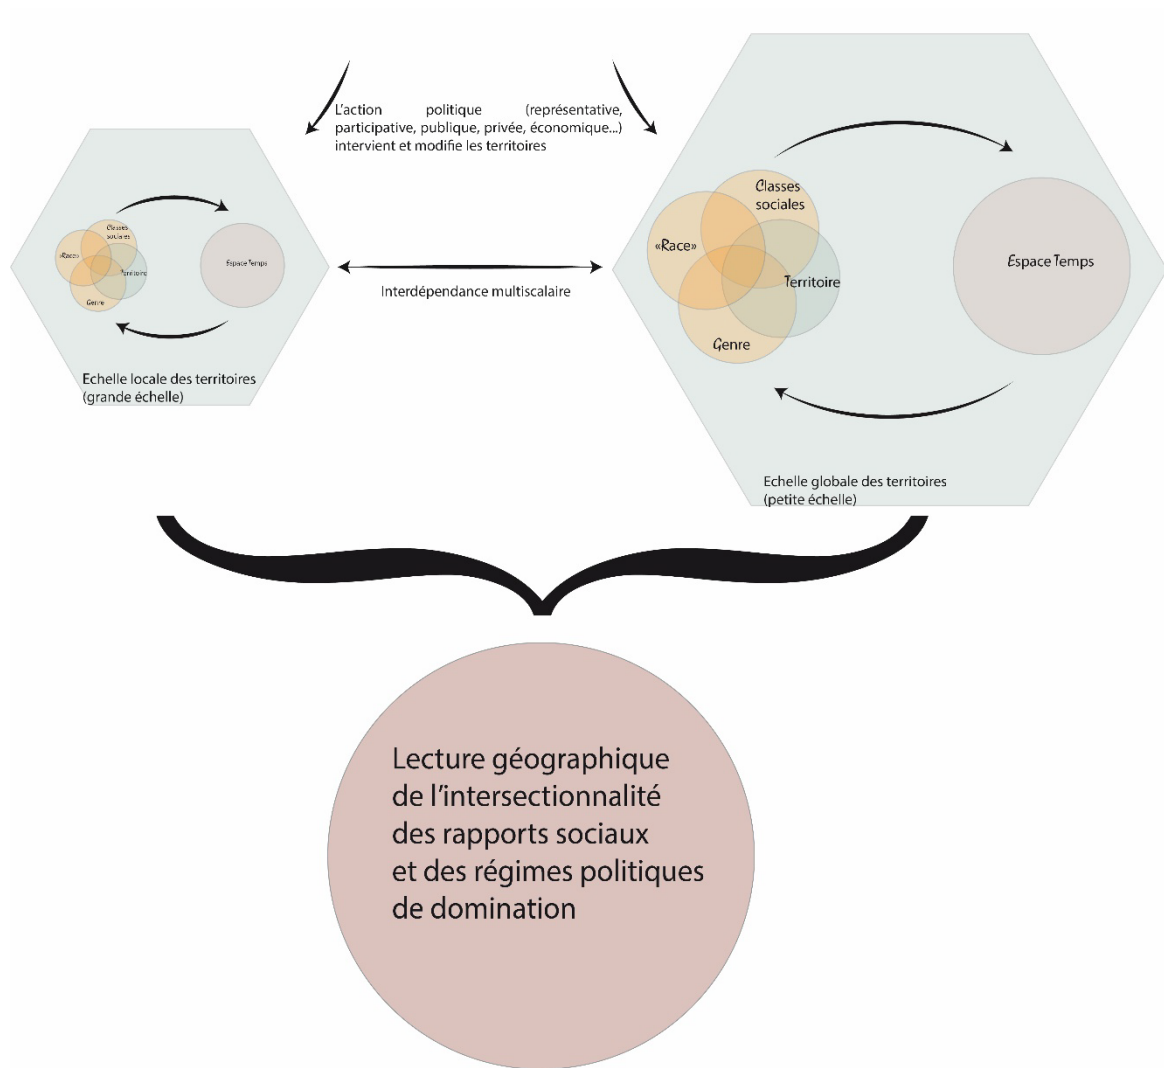 L'action politique (représentative,
participative, publique, privée, économique...)
intervient et modifie les territoires
Classes
sociales
«Race»
Territoire
Genre
Espace Temps
Echelle locale des territoires
(grande échelle)
Interdépendance multiscalaire
Classes
sociales
«Race»
Territoire
Genre
Espace Temps
Echelle globale des territoires
(petite échelle)
Lecture géographique
de l'intersectionnalité
des rapports sociaux
et des régimes politiques
de domination